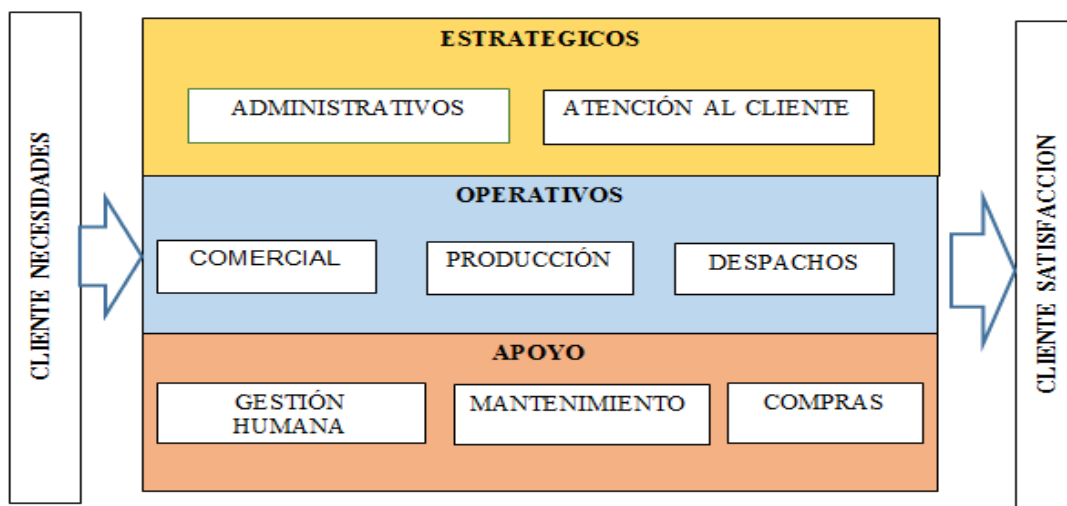 CLIENTE NECESIDADES
ESTRATEGICOS
ADMINISTRATIVOS
ATENCIÓN AL CLIENTE
OPERATIVOS
COMERCIAL
PRODUCCIÓN
DESPACHOS
APOYO
GESTIÓN
HUMANA
MANTENIMIENTO
COMPRAS
CLIENTE SATISFACCION